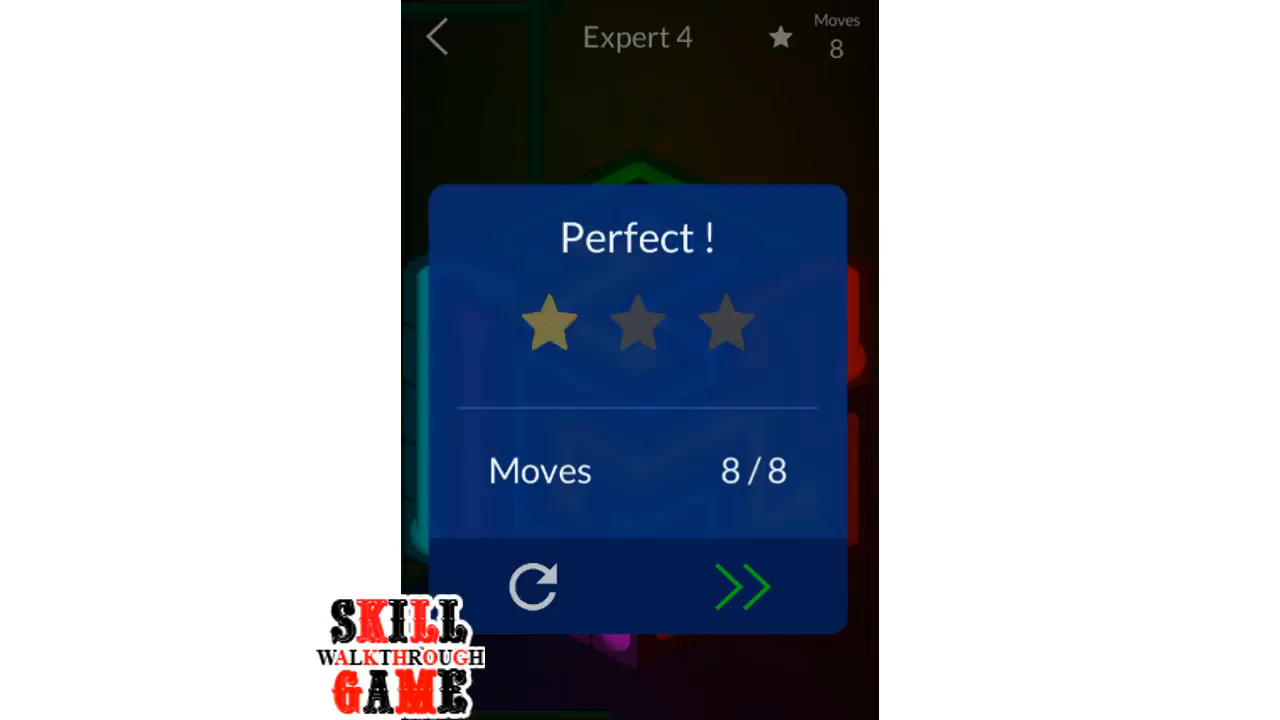 Expert 4
Moves
8
Perfect !
Moves 8 / 8
SKILL
WALKTHROUGH
GAME